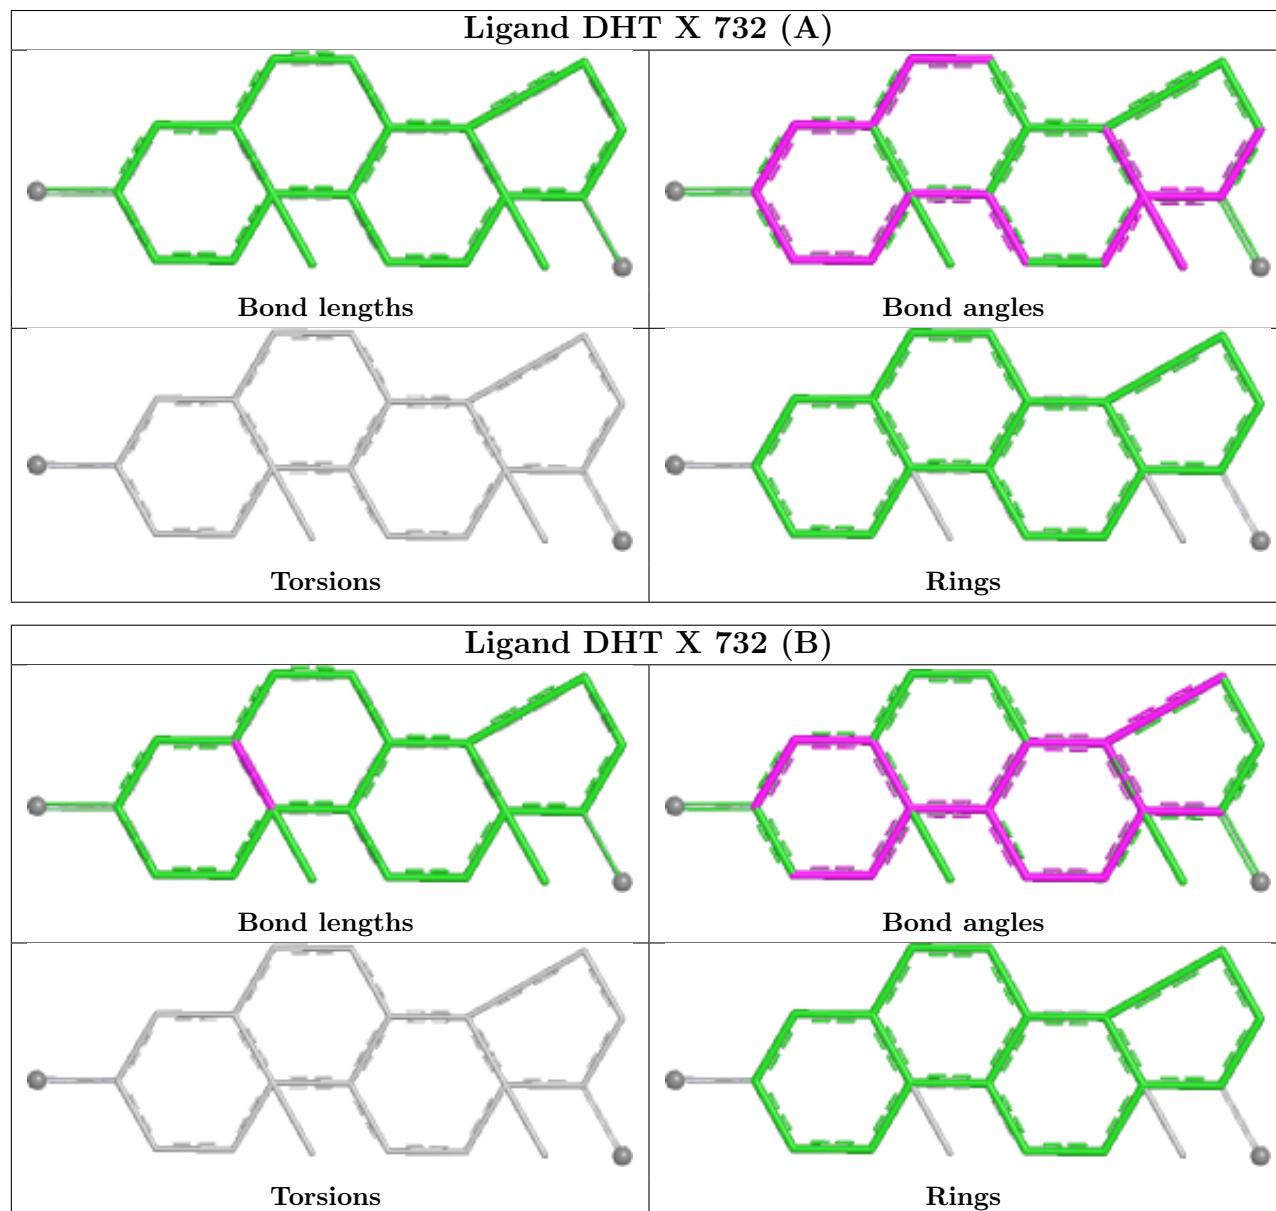 Ligand DHT X 732 (A)
Bond lengths
Bond angles
Torsions
Rings
Ligand DHT X 732 (B)
Bond lengths
Bond angles
Torsions
Rings